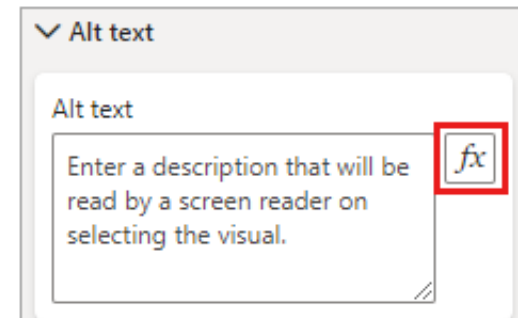 Alt text
Alt text
Enter a description that will be
read by a screen reader on
selecting the visual.
fx